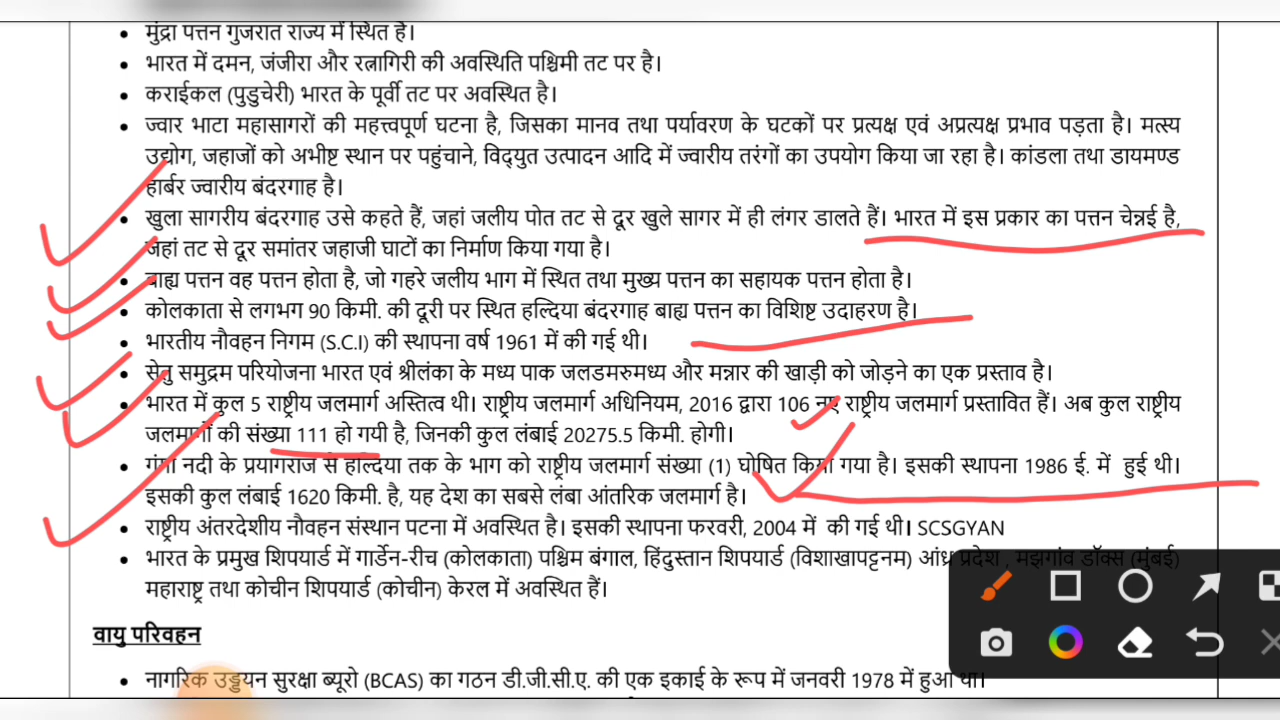 मुंद्रा पत्तन गुजरात राज्य में स्थित है।
भारत में दमन, जंजीरा और रत्नागिरी की अवस्थिति पश्चिमी तट पर है।
कराईकल (पुडुचेरी) भारत के पूर्वी तट पर अवस्थित है।
ज्वार भाटा महासागरों की महत्त्वपूर्ण घटना है, जिसका मानव तथा पर्यावरण के घटकों पर प्रत्यक्ष एवं अप्रत्यक्ष प्रभाव पड़ता है। मत्स्य
उद्योग, जहाजों को अभीष्ट स्थान पर पहुंचाने, विद्युत उत्पादन आदि में ज्वारीय तरंगों का उपयोग किया जा रहा है। कांडला तथा डायमण्ड
हार्बर ज्वारीय बंदरगाह है।
खुला सागरीय बंदरगाह उसे कहते हैं, जहां जलीय पोत तट से दूर खुले सागर में ही लंगर डालते हैं। भारत में इस प्रकार का पत्तन चेन्नई है,
जहां तट से दूर समांतर जहाजी घाटों का निर्माण किया गया है।
बाह्य पत्तन वह पत्तन होता है, जो गहरे जलीय भाग में स्थित तथा मुख्य पत्तन का सहायक पत्तन होता है।
कोलकाता से लगभग 90 किमी. की दूरी पर स्थित हल्दिया बंदरगाह बाह्य पत्तन का विशिष्ट उदाहरण है।
भारतीय नौवहन निगम (S.C.I) की स्थापना वर्ष 1961 में की गई थी।
सेतु समुद्रम परियोजना भारत एवं श्रीलंका के मध्य पाक जलडमरुमध्य और मन्नार की खाड़ी को जोड़ने का एक प्रस्ताव है।
भारत में कुल 5 राष्ट्रीय जलमार्ग अस्तित्व थी। राष्ट्रीय जलमार्ग अधिनियम, 2016 द्वारा 106 नए राष्ट्रीय जलमार्ग प्रस्तावित हैं। अब कुल राष्ट्रीय
जलमार्गों की संख्या 111 हो गयी है, जिनकी कुल लंबाई 20275.5 किमी. होगी।
गंगा नदी के प्रयागराज से हल्दिया तक के भाग को राष्ट्रीय जलमार्ग संख्या (1) घोषित किया गया है। इसकी स्थापना 1986 ई. में हुई थी।
इसकी कुल लंबाई 1620 किमी. है, यह देश का सबसे लंबा आंतरिक जलमार्ग है।
राष्ट्रीय अंतरदेशीय नौवहन संस्थान पटना में अवस्थित है। इसकी स्थापना फरवरी, 2004 में की गई थी। SCSGYAN
भारत के प्रमुख शिपयार्ड में गार्डेन-रीच (कोलकाता) पश्चिम बंगाल, हिंदुस्तान शिपयार्ड (विशाखापट्टनम) आंध्र प्रदेश , मझगांव डॉक्स (मुंबई)
महाराष्ट्र तथा कोचीन शिपयार्ड (कोचीन) केरल में अवस्थित हैं।
वायु परिवहन
नागरिक उड्डयन सुरक्षा ब्यूरो (BCAS) का गठन डी.जी.सी.ए. की एक इकाई के रूप में जनवरी 1978 में हुआ था।